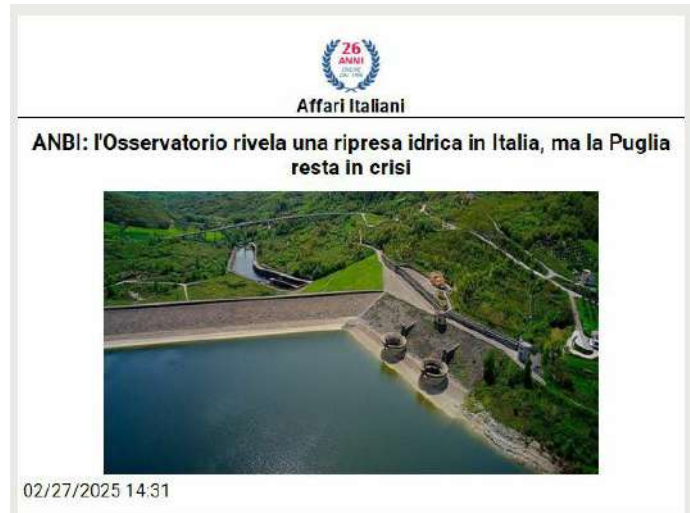 26
ANNI
Affari Italiani
ANBI: l'Osservatorio rivela una ripresa idrica in Italia, ma la Puglia
resta in crisi
02/27/2025 14:31